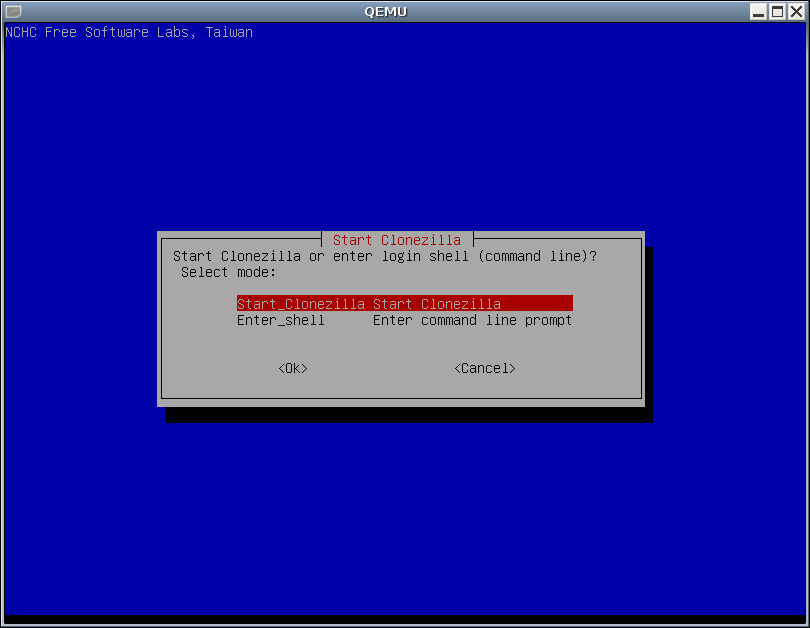 QEMU
NCHC Free Software Labs, Taiwan
Start Clonezilla
Start Clonezilla or enter login shell (command line)?
Select mode:
Start_Clonezilla Start Clonezilla
Enter_shell Enter command line prompt
<Ok> <Cancel>